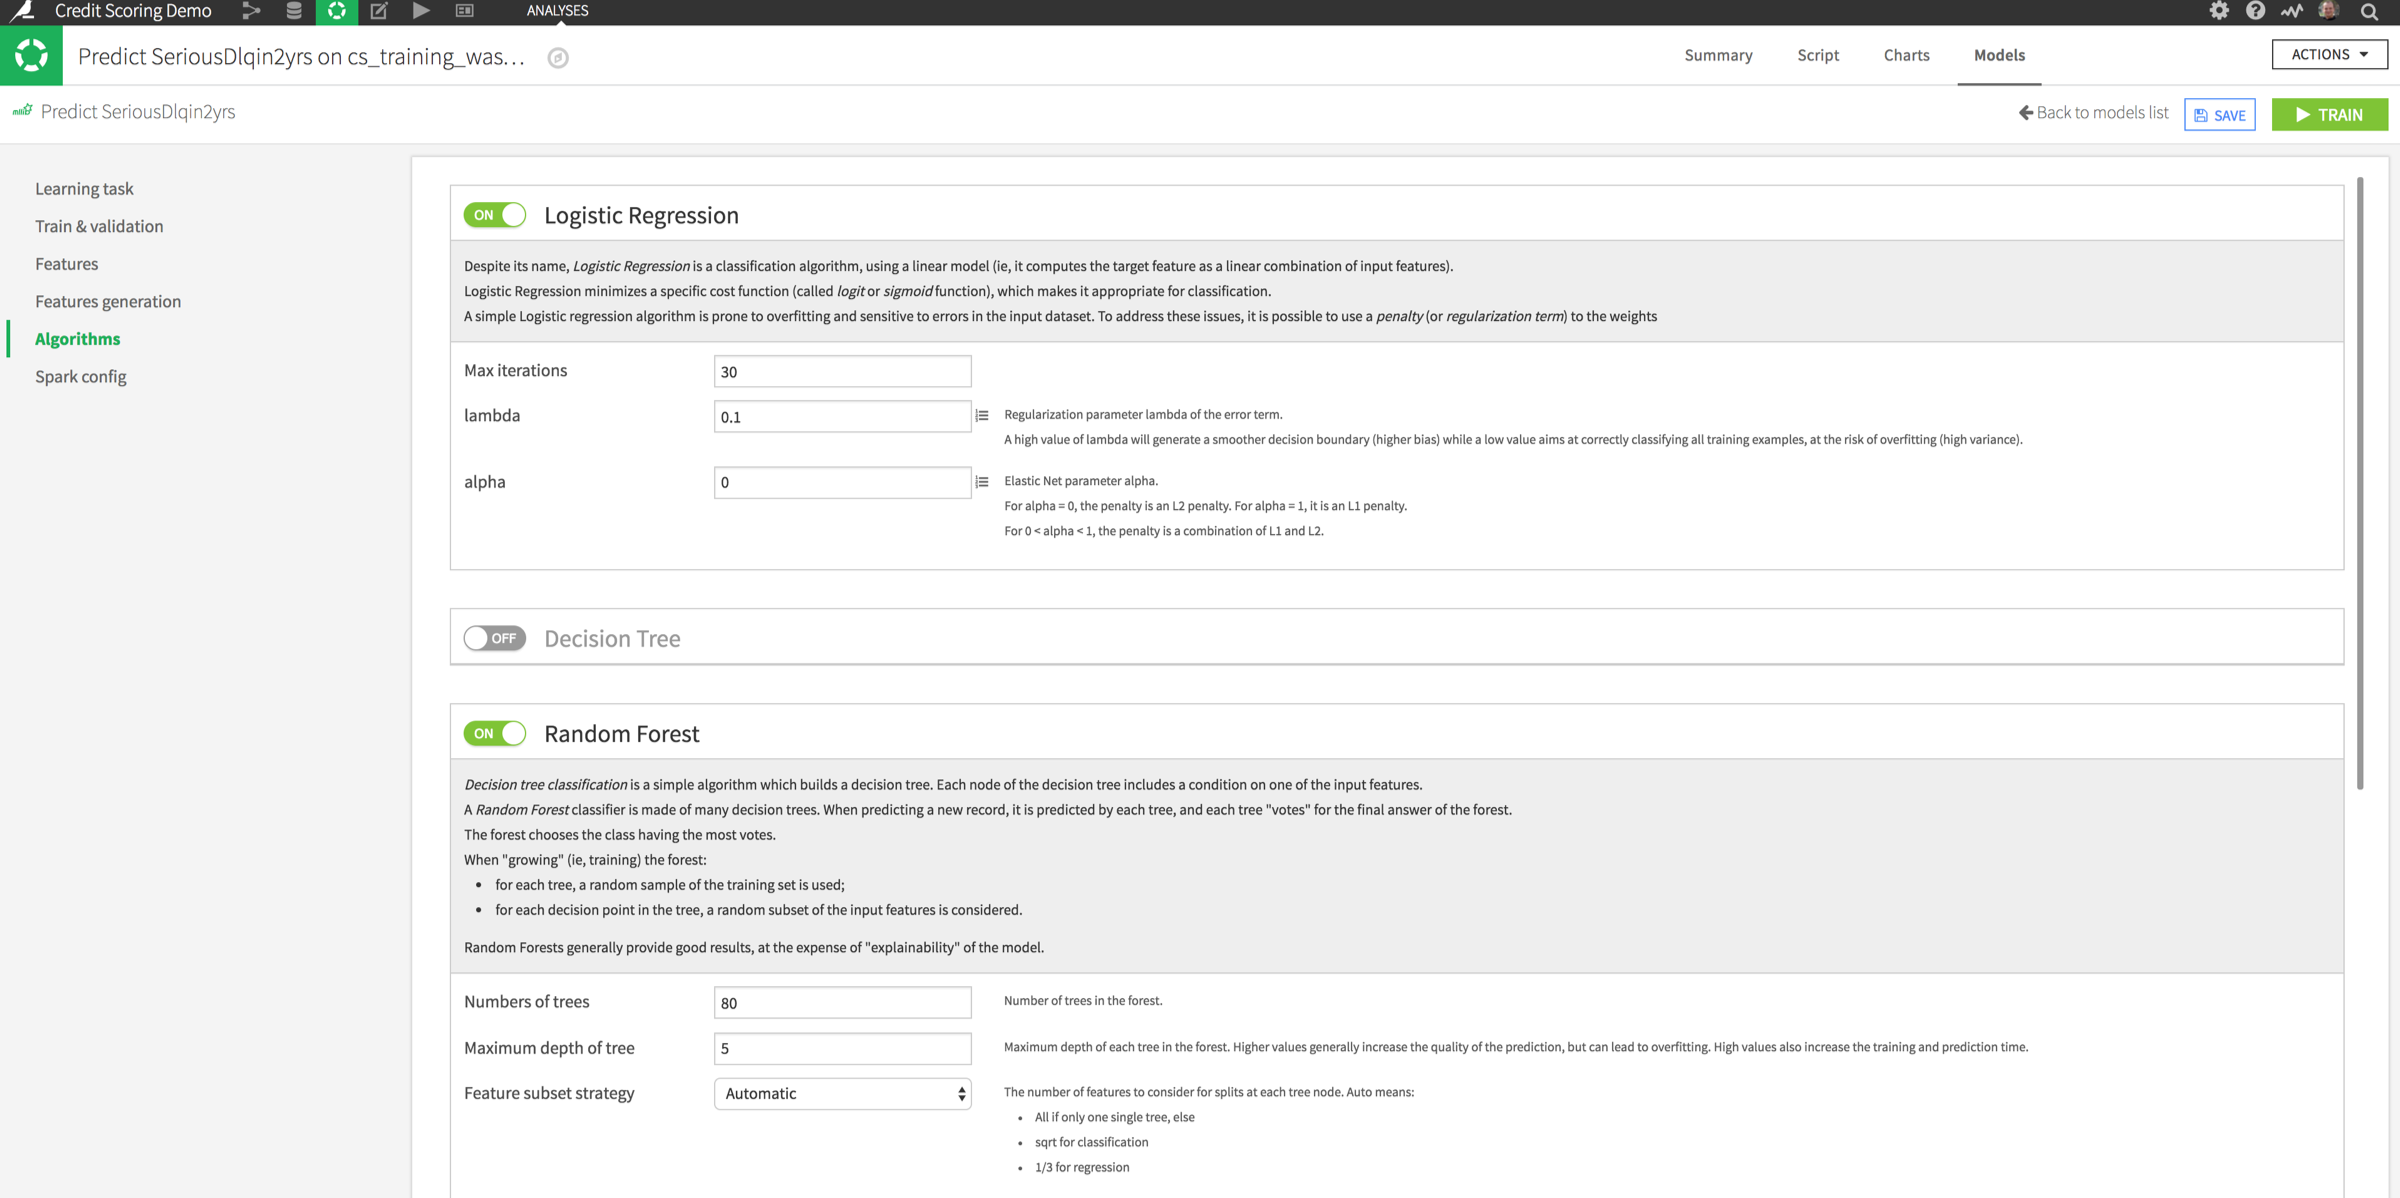 Credit Scoring Demo
ANALYSES
Predict SeriousDlqin2yrs on cs_training_was...
Summary
Script
Charts
Models
ACTIONS
Predict SeriousDlqin2yrs
Back to models list
SAVE
TRAIN
Learning task
Train & validation
Features
Features generation
Algorithms
Spark config
ON
Logistic Regression
Despite its name, Logistic Regression is a classification algorithm, using a linear model (ie, it computes the target feature as a linear combination of input features).
Logistic Regression minimizes a specific cost function (called logit or sigmoid function), which makes it appropriate for classification.
A simple Logistic regression algorithm is prone to overfitting and sensitive to errors in the input dataset. To address these issues, it is possible to use a penalty (or regularization term) to the weights
Max iterations
30
lambda
0.1
Regularization parameter lambda of the error term.
A high value of lambda will generate a smoother decision boundary (higher bias) while a low value aims at correctly classifying all training examples, at the risk of overfitting (high variance).
alpha
0
Elastic Net parameter alpha.
For alpha = 0, the penalty is an L2 penalty. For alpha = 1, it is an L1 penalty.
For 0 < alpha < 1, the penalty is a combination of L1 and L2.
OFF
Decision Tree
ON
Random Forest
Decision tree classification is a simple algorithm which builds a decision tree. Each node of the decision tree includes a condition on one of the input features.
A Random Forest classifier is made of many decision trees. When predicting a new record, it is predicted by each tree, and each tree "votes" for the final answer of the forest.
The forest chooses the class having the most votes.
When "growing" (ie, training) the forest:
• for each tree, a random sample of the training set is used;
• for each decision point in the tree, a random subset of the input features is considered.
Random Forests generally provide good results, at the expense of "explainability" of the model.
Numbers of trees
80
Number of trees in the forest.
Maximum depth of tree
5
Maximum depth of each tree in the forest. Higher values generally increase the quality of the prediction, but can lead to overfitting. High values also increase the training and prediction time.
Feature subset strategy
Automatic
The number of features to consider for splits at each tree node. Auto means:
• All if only one single tree, else
• sqrt for classification
• 1/3 for regression